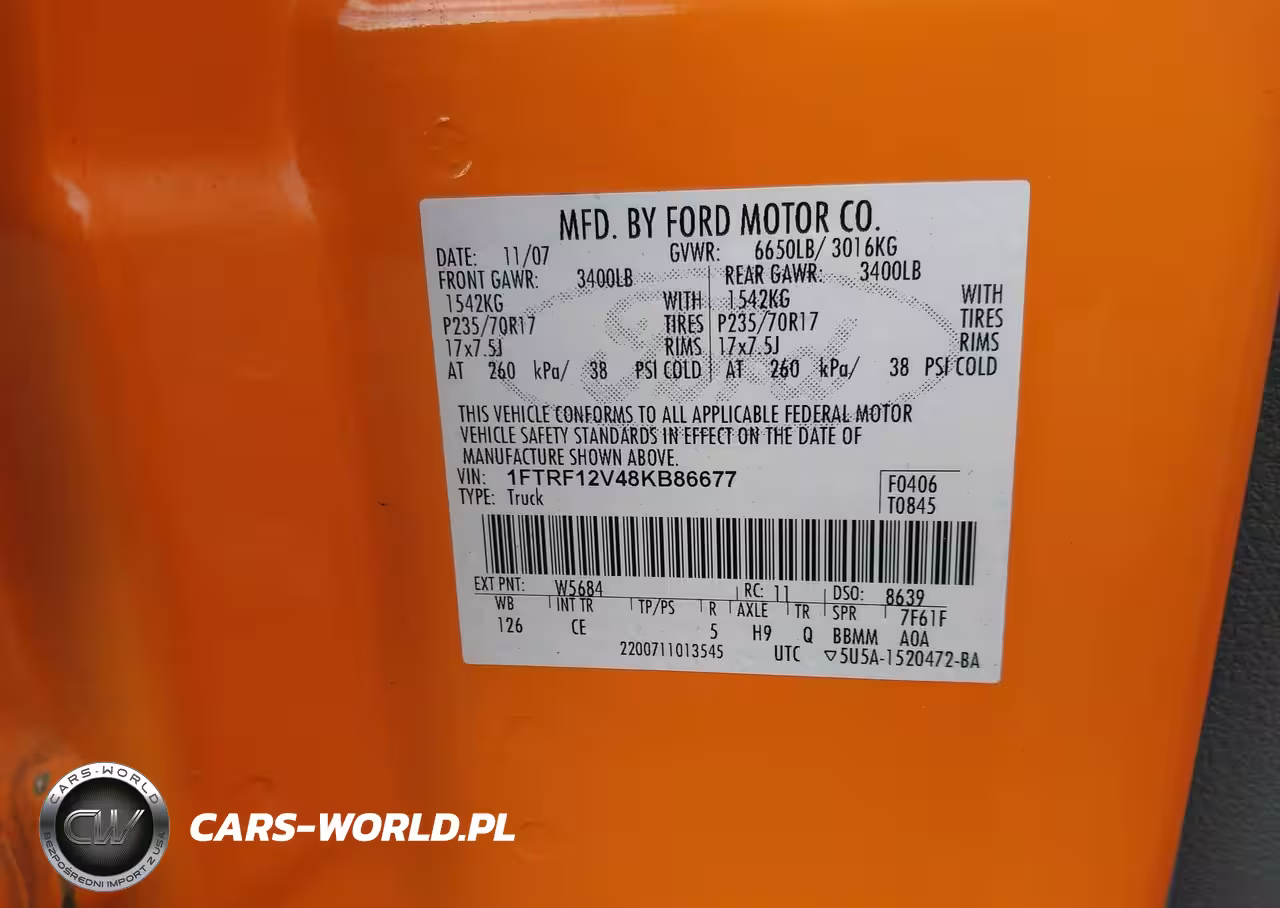 MFD. BY FORD MOTOR CO.
DATE: 11/07 GVWR: 6650LB/ 3016KG
FRONT GAWR: 3400LB REAR GAWR: 3400LB
1542KG WITH 1542KG WITH
P235/70R17 TIRES P235/70R17 TIRES
17x7.5J RIMS 17x7.5J RIMS
AT 260 kPa/ 38 PSI COLD AT 260 kPa/ 38 PSI COLD
Ford
THIS VEHICLE CONFORMS TO ALL APPLICABLE FEDERAL MOTOR
VEHICLE SAFETY STANDARDS IN EFFECT ON THE DATE OF
MANUFACTURE SHOWN ABOVE.
VIN: 1FTRF12V48KB86677 F0406
TYPE: Truck T0845
EXT PNT: W5684 RC: 11 DSO: 8639
WB INT TR TP/PS R AXLE TR SPR 7F61F
126 CE 5 H9 Q BBMM A0A
2200711013545 UTC ▽5U5A-1520472-BA
CARS-WORLD
CW
BEZPOŚREDNI IMPORT Z USA
CARS-WORLD.PL